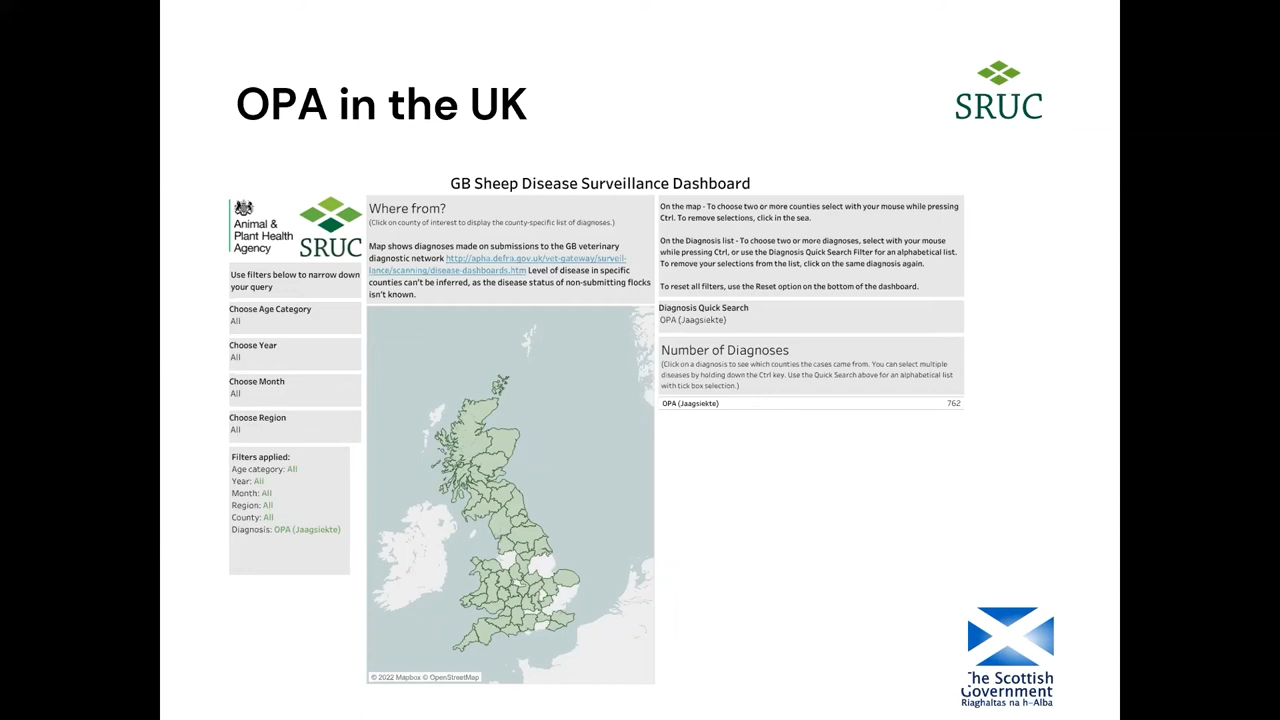 OPA in the UK
SRUC
GB Sheep Disease Surveillance Dashboard
Animal &
Plant Health
Agency
SRUC
Use filters below to narrow down
your query
Choose Age Category
All
Choose Year
All
Choose Month
All
Choose Region
All
Filters applied:
Age category: All
Year: All
Month: All
Region: All
County: All
Diagnosis: OPA (Jaagsiekte)
Where from?
(Click on county of interest to display the county-specific list of diagnoses.)
Map shows diagnoses made on submissions to the GB veterinary
diagnostic network http://apha.defra.gov.uk/vet-gateway/surveil-
lance/scanning/disease-dashboards.htm Level of disease in specific
counties can't be inferred, as the disease status of non-submitting flocks
isn't known.
© 2022 Mapbox © OpenStreetMap
On the map - To choose two or more counties select with your mouse while pressing
Ctrl. To remove selections, click in the sea.
On the Diagnosis list - To choose two or more diagnoses, select with your mouse
while pressing Ctrl, or use the Diagnosis Quick Search Filter for an alphabetical list.
To remove your selections from the list, click on the same diagnosis again.
To reset all filters, use the Reset option on the bottom of the dashboard.
Diagnosis Quick Search
OPA (Jaagsiekte)
Number of Diagnoses
(Click on a diagnosis to see which counties the cases came from. You can select multiple
diseases by holding down the Ctrl key. Use the Quick Search above for an alphabetical list
with tick box selection.)
OPA (Jaagsiekte) 762
The Scottish
Government
Riaghaltas na h-Alba